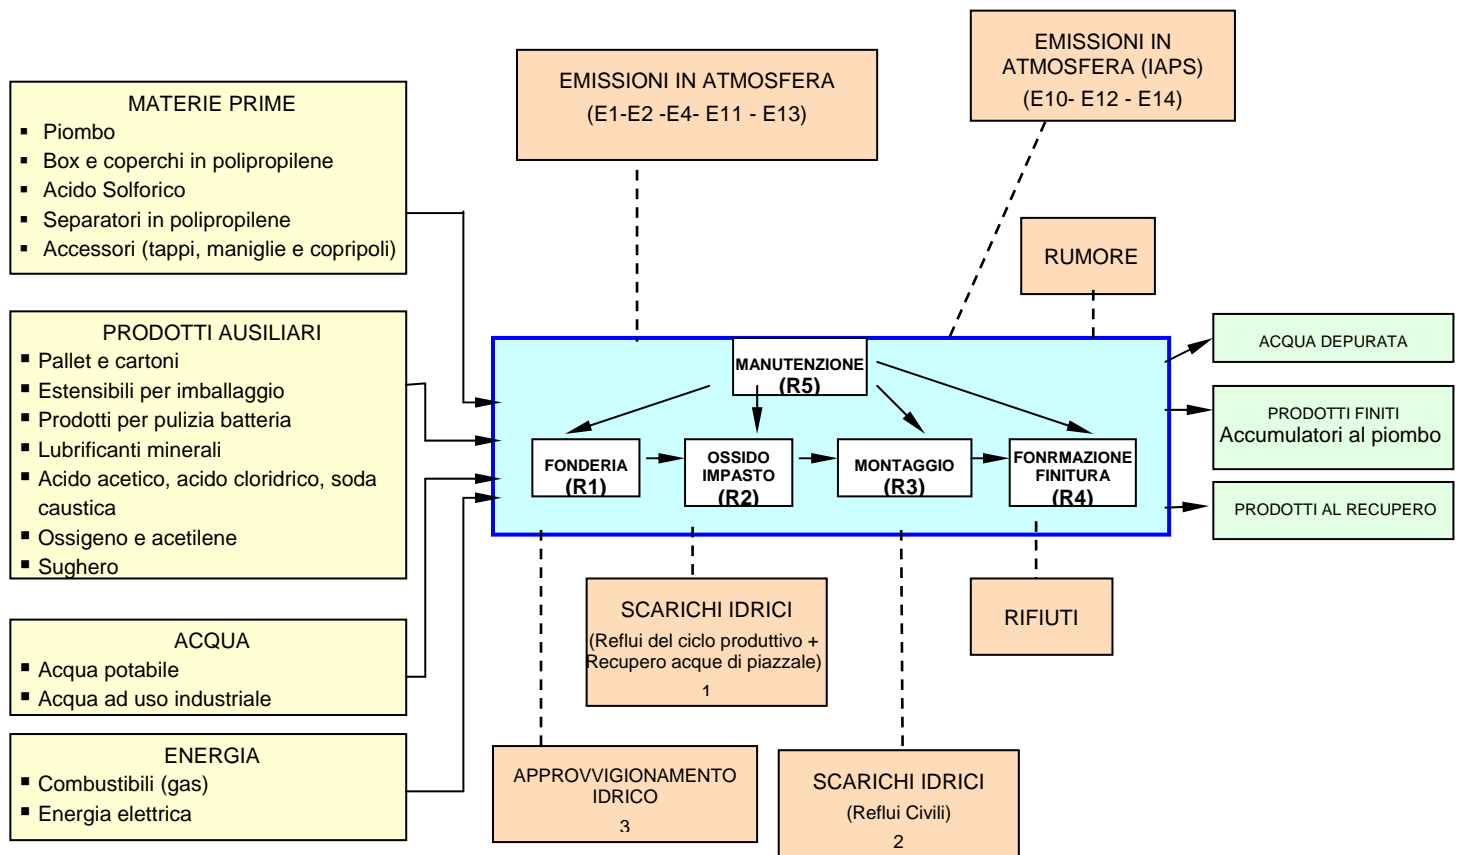 EMISSIONI IN ATMOSFERA
(E1-E2 -E4- E11 - E13)
EMISSIONI IN
ATMOSFERA (IAPS)
(E10- E12 - E14)
MATERIE PRIME
▪ Piombo
▪ Box e coperchi in polipropilene
▪ Acido Solforico
▪ Separatori in polipropilene
▪ Accessori (tappi, maniglie e copripoli)
RUMORE
PRODOTTI AUSILIARI
▪ Pallet e cartoni
▪ Estensibili per imballaggio
▪ Prodotti per pulizia batteria
▪ Lubrificanti minerali
▪ Acido acetico, acido cloridrico, soda
caustica
▪ Ossigeno e acetilene
▪ Sughero
MANUTENZIONE
(R5)
FONDERIA
(R1)
OSSIDO
IMPASTO
(R2)
MONTAGGIO
(R3)
FONRMAZIONE
FINITURA
(R4)
ACQUA DEPURATA
PRODOTTI FINITI
Accumulatori al piombo
PRODOTTI AL RECUPERO
ACQUA
▪ Acqua potabile
▪ Acqua ad uso industriale
ENERGIA
▪ Combustibili (gas)
▪ Energia elettrica
SCARICHI IDRICI
(Reflui del ciclo produttivo +
Recupero acque di piazzale)
1
RIFIUTI
APPROVVIGIONAMENTO
IDRICO
3
SCARICHI IDRICI
(Reflui Civili)
2